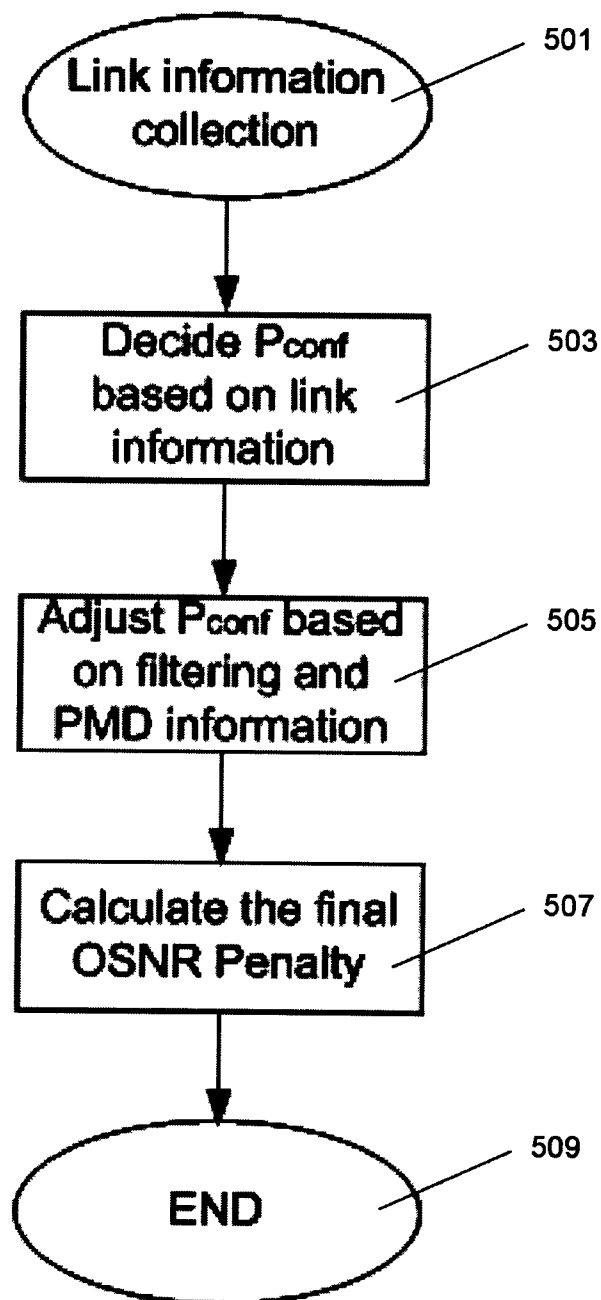 Link information
collection
501
Decide Pconf
based on link
information
503
Adjust Pconf based
on filtering and
PMD information
505
Calculate the final
OSNR Penalty
507
END
509